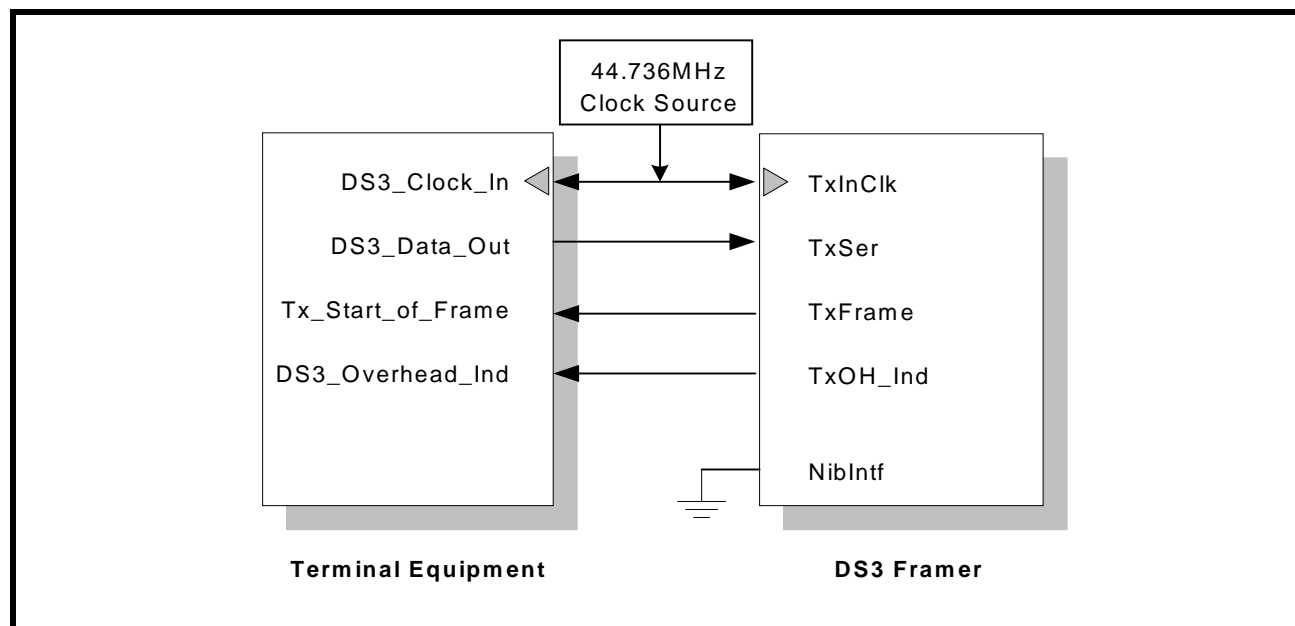 44.736MHz
Clock Source
DS3_Clock_In
TxInClk
DS3_Data_Out
TxSer
Tx_Start_of_Frame
TxFrame
DS3_Overhead_Ind
TxOH_Ind
NibIntf
Terminal Equipment
DS3 Framer